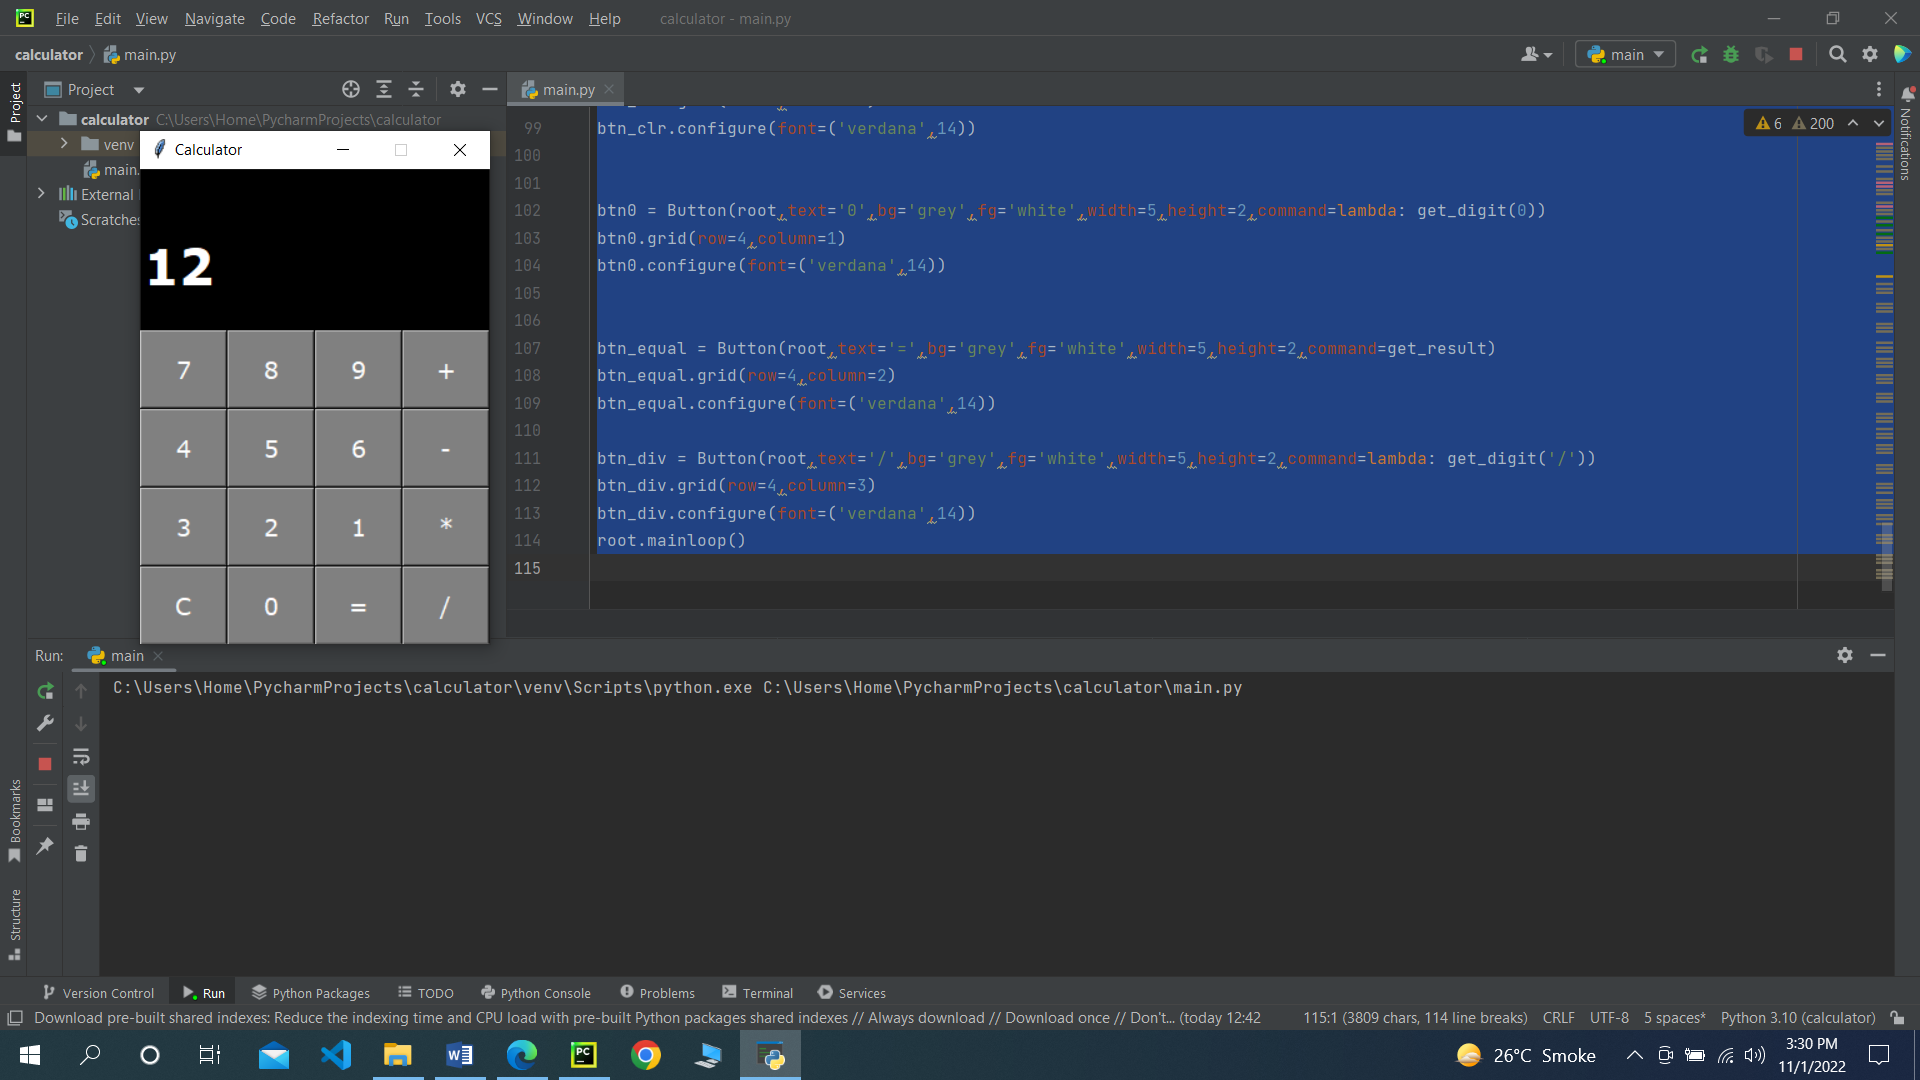 File Edit View Navigate Code Refactor Run Tools VCS Window Help calculator - main.py
calculator main.py main
Project
Project
main.py
calculator C:\Users\Home\PycharmProjects\calculator
venv
main.
External
Scratches
Calculator
12
7 8 9 +
4 5 6 -
3 2 1 *
C 0 = /
6 200
Notifications
99 btn_clr.configure(font=('verdana',14))
100
101
102 btn0 = Button(root,text='0',bg='grey',fg='white',width=5,height=2,command=lambda: get_digit(0))
103 btn0.grid(row=4,column=1)
104 btn0.configure(font=('verdana',14))
105
106
107 btn_equal = Button(root,text='=',bg='grey',fg='white',width=5,height=2,command=get_result)
108 btn_equal.grid(row=4,column=2)
109 btn_equal.configure(font=('verdana',14))
110
111 btn_div = Button(root,text='/',bg='grey',fg='white',width=5,height=2,command=lambda: get_digit('/'))
112 btn_div.grid(row=4,column=3)
113 btn_div.configure(font=('verdana',14))
114 root.mainloop()
115
Run: main
C:\Users\Home\PycharmProjects\calculator\venv\Scripts\python.exe C:\Users\Home\PycharmProjects\calculator\main.py
Bookmarks
Structure
Version Control Run Python Packages TODO Python Console Problems Terminal Services
Download pre-built shared indexes: Reduce the indexing time and CPU load with pre-built Python packages shared indexes // Always download // Download once // Don't... (today 12:42 115:1 (3809 chars, 114 line breaks) CRLF UTF-8 5 spaces* Python 3.10 (calculator)
26°C Smoke
3:30 PM
11/1/2022